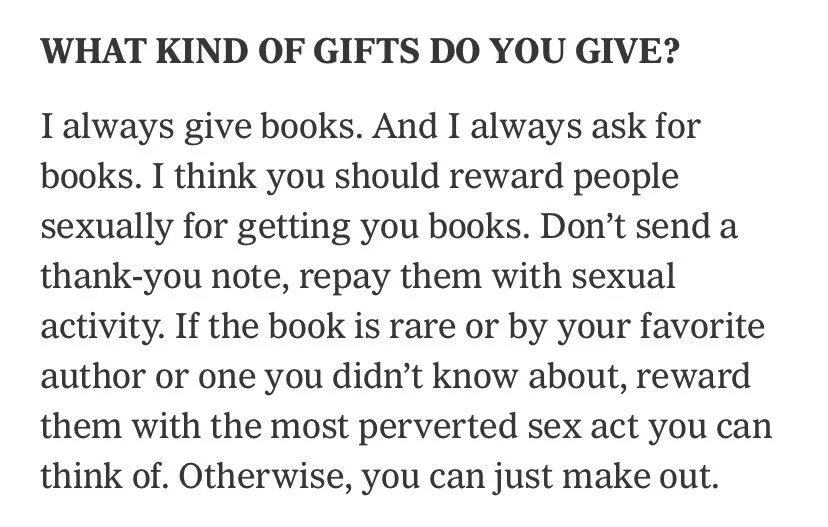 WHAT KIND OF GIFTS DO YOU GIVE?
I always give books. And I always ask for
books. I think you should reward people
sexually for getting you books. Don’t send a
thank-you note, repay them with sexual
activity. If the book is rare or by your favorite
author or one you didn’t know about, reward
them with the most perverted sex act you can
think of. Otherwise, you can just make out.